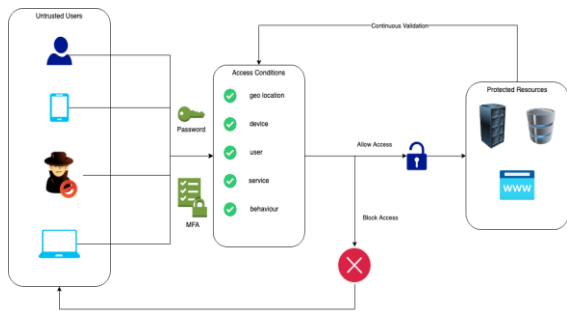 Untrusted Users
Continuous Validation
Access Conditions
geo location
device
user
service
behaviour
Password
MFA
Allow Access
Block Access
Protected Resources
WWW